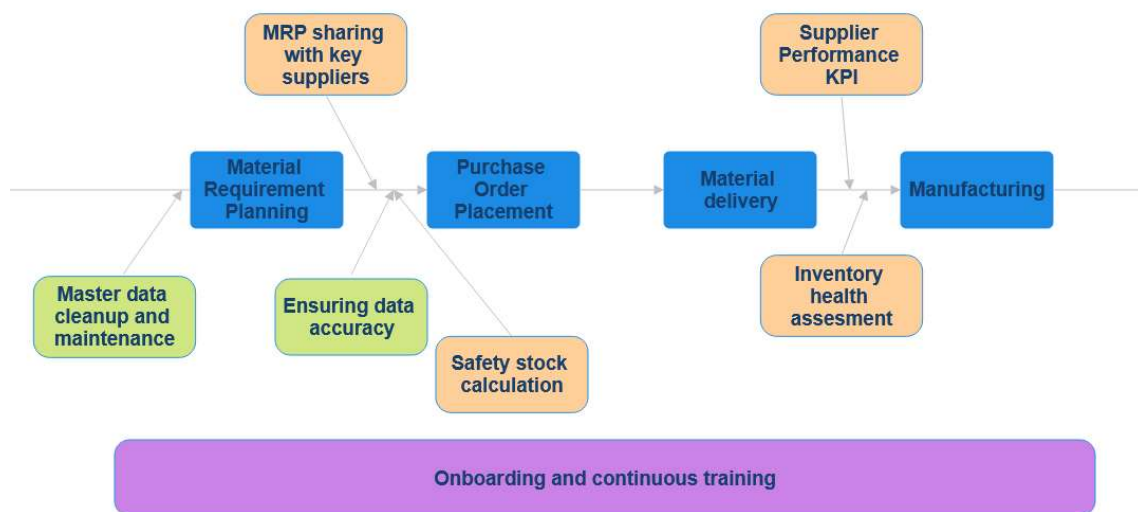 MRP sharing
with key
suppliers
Supplier
Performance
KPI
Material
Requirement
Planning
Purchase
Order
Placement
Material
delivery
Manufacturing
Master data
cleanup and
maintenance
Ensuring data
accuracy
Safety stock
calculation
Inventory
health
assesment
Onboarding and continuous training